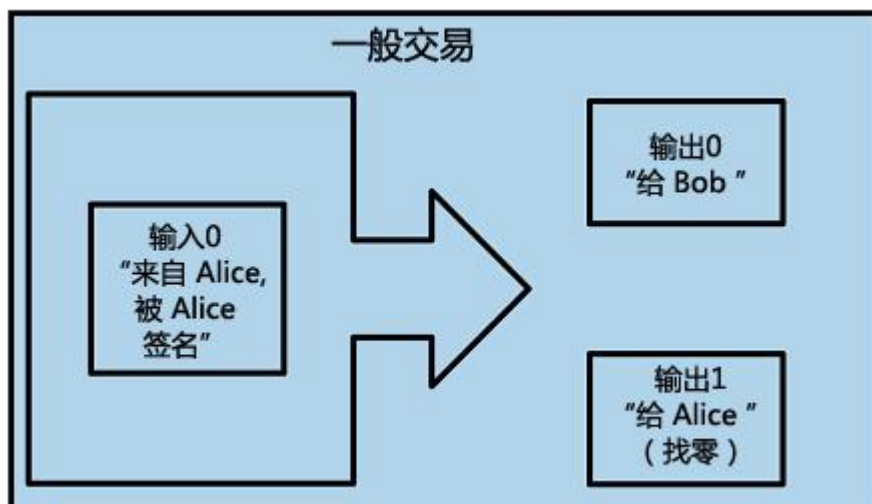 一般交易
输入0
“来自 Alice,
被 Alice
签名”
输出0
“给 Bob ”
输出1
“给 Alice ”
（找零）